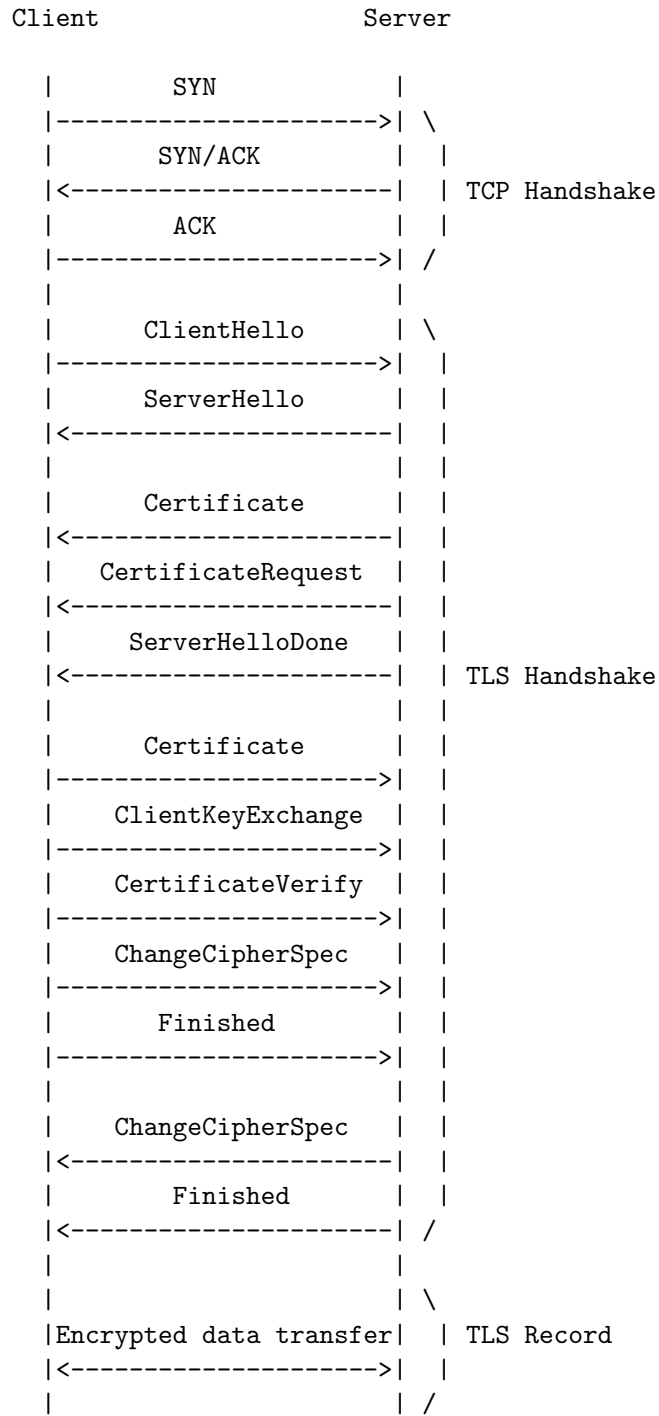 Client Server
SYN
SYN/ACK
TCP Handshake
ACK
ClientHello
ServerHello
Certificate
CertificateRequest
ServerHelloDone
TLS Handshake
Certificate
ClientKeyExchange
CertificateVerify
ChangeCipherSpec
Finished
ChangeCipherSpec
Finished
Encrypted data transfer TLS Record